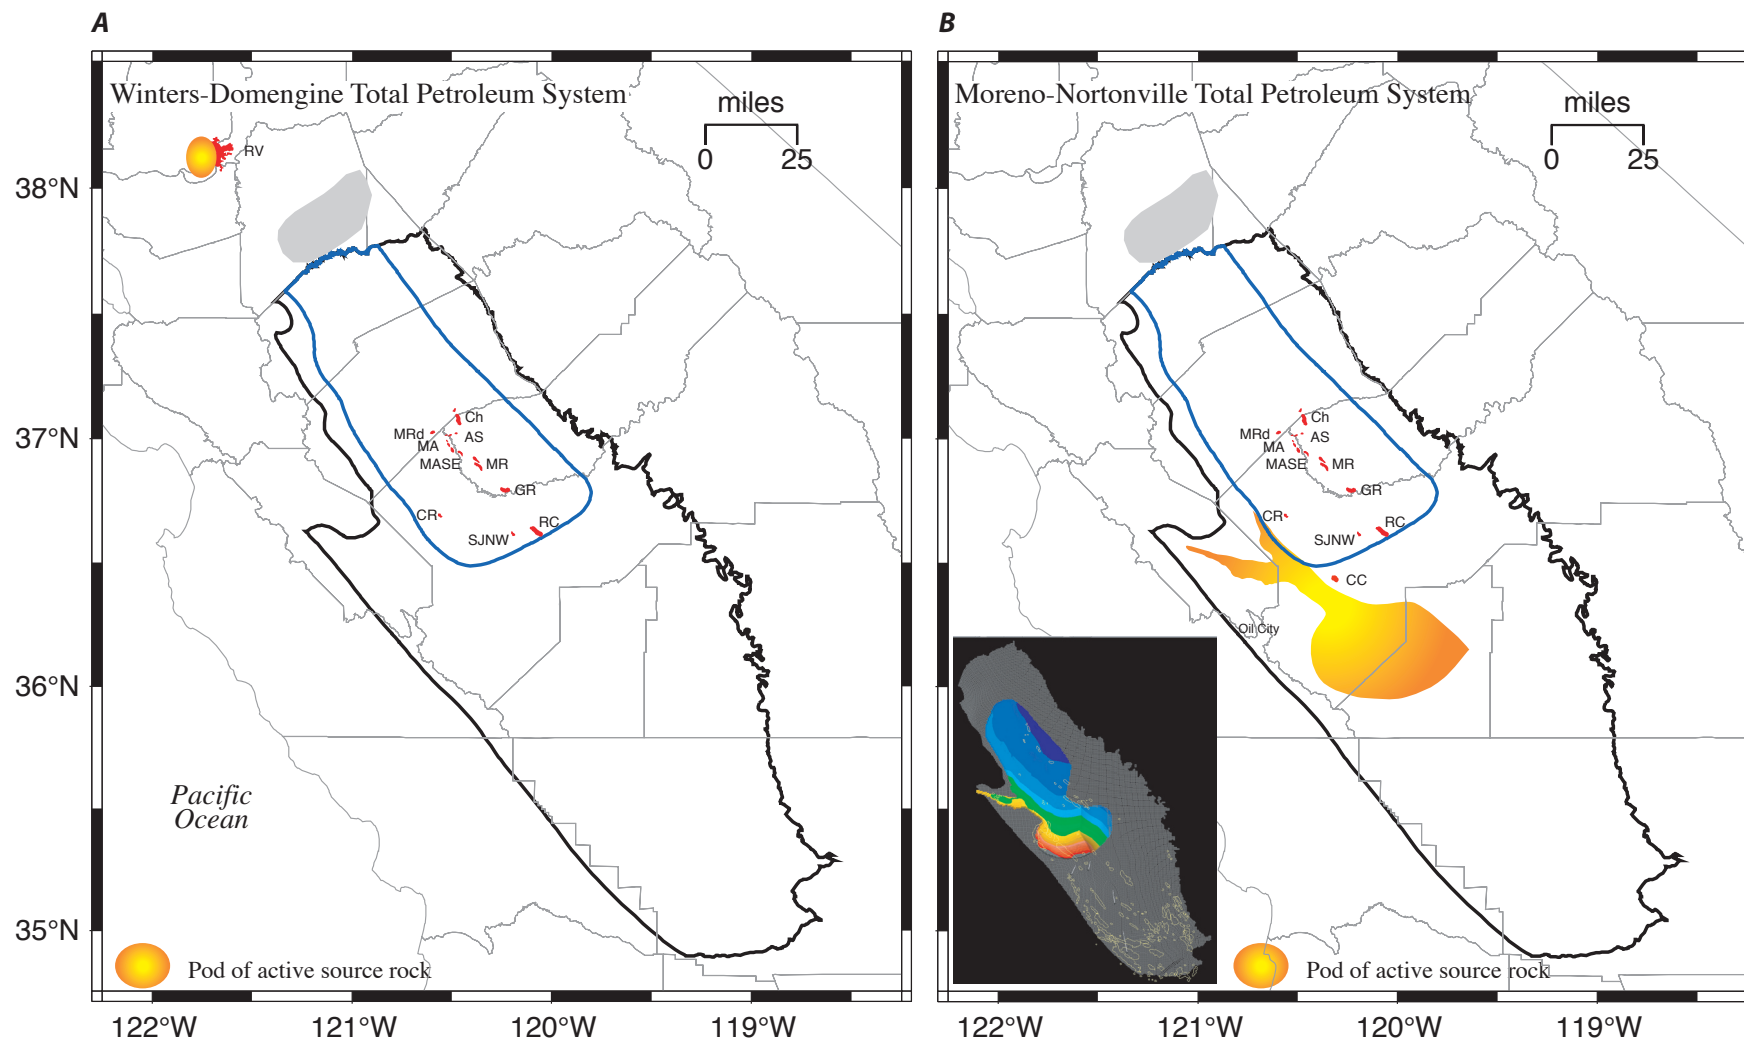 A
Winters-Domengine Total Petroleum System
miles
0 25
RV
38°N
37°N
36°N
35°N
Ch
MRd
AS
MA
MASE
MR
GR
CR
RC
SJNW
Pacific
Ocean
Pod of active source rock
122°W 121°W 120°W 119°W
B
Moreno-Nortonville Total Petroleum System
miles
0 25
Ch
MRd
AS
MA
MASE
MR
GR
CR
RC
SJNW
CC
Oil City
Pod of active source rock
122°W 121°W 120°W 119°W